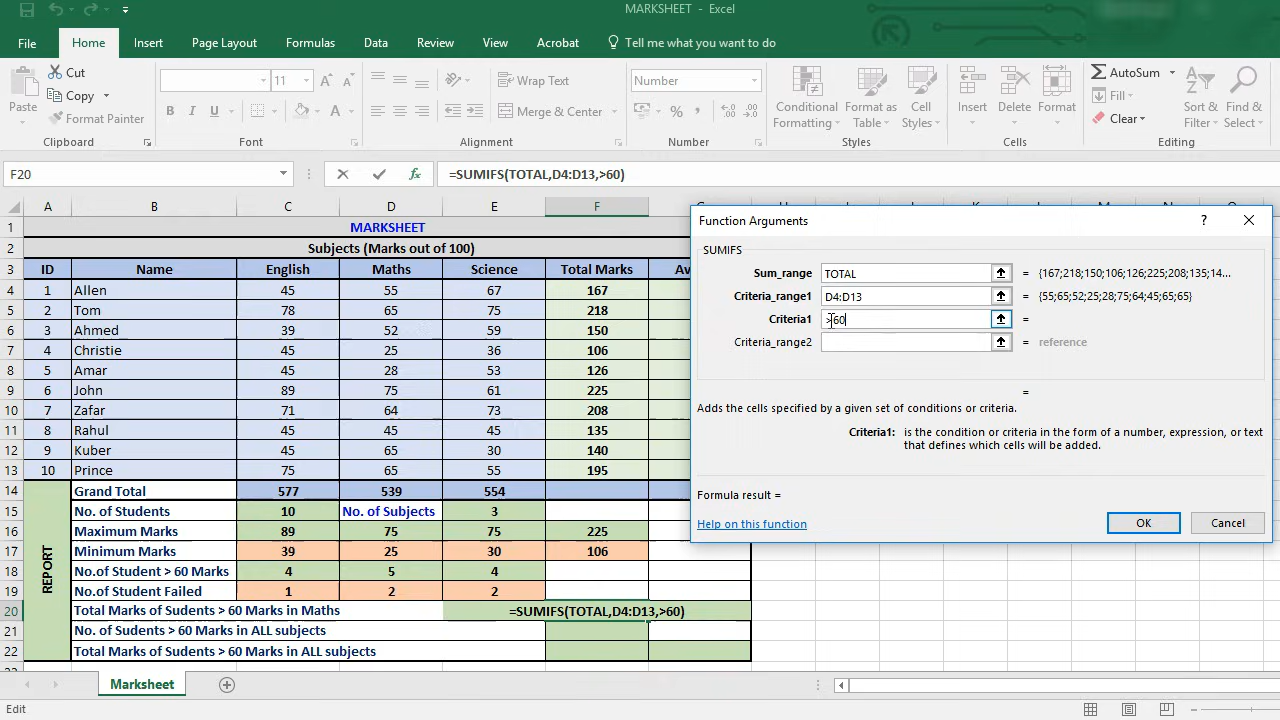 MARKSHEET - Excel
File Home Insert Page Layout Formulas Data Review View Acrobat Tell me what you want to do
Paste Cut Copy Format Painter Clipboard
11 B I U Font
Wrap Text Merge & Center Alignment
Number % , Number
Conditional Formatting Format as Table Cell Styles Styles
Insert Delete Format Cells
AutoSum Fill Clear Sort & Filter Find & Select Editing
F20 fx =SUMIFS(TOTAL,D4:D13,>60)
A B C D E F
1 MARKSHEET
2 Subjects (Marks out of 100)
3 ID Name English Maths Science Total Marks
4 1 Allen 45 55 67 167
5 2 Tom 78 65 75 218
6 3 Ahmed 39 52 59 150
7 4 Christie 45 25 36 106
8 5 Amar 45 28 53 126
9 6 John 89 75 61 225
10 7 Zafar 71 64 73 208
11 8 Rahul 45 45 45 135
12 9 Kuber 45 65 30 140
13 10 Prince 75 65 55 195
14 Grand Total 577 539 554
15 No. of Students 10 No. of Subjects 3
16 Maximum Marks 89 75 75 225
17 Minimum Marks 39 25 30 106
18 No.of Student > 60 Marks 4 5 4
19 No.of Student Failed 1 2 2
20 Total Marks of Sudents > 60 Marks in Maths =SUMIFS(TOTAL,D4:D13,>60)
21 No. of Sudents > 60 Marks in ALL subjects
22 Total Marks of Sudents > 60 Marks in ALL subjects
REPORT
Function Arguments ?
SUMIFS
Sum_range TOTAL = {167;218;150;106;126;225;208;135;14...
Criteria_range1 D4:D13 = {55;65;52;25;28;75;64;45;65;65}
Criteria1 >60 =
Criteria_range2 = reference
=
Adds the cells specified by a given set of conditions or criteria.
Criteria1: is the condition or criteria in the form of a number, expression, or text
that defines which cells will be added.
Formula result =
Help on this function OK Cancel
Marksheet
Edit